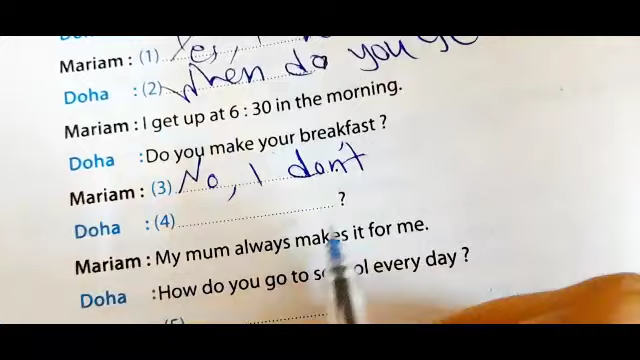 Mariam : (1) Yes, I
Doha : (2) When do you
Mariam : I get up at 6 : 30 in the morning.
Doha : Do you make your breakfast ?
Mariam : (3) No, I don't
Doha : (4) ........................ ?
Mariam : My mum always makes it for me.
Doha : How do you go to school every day ?